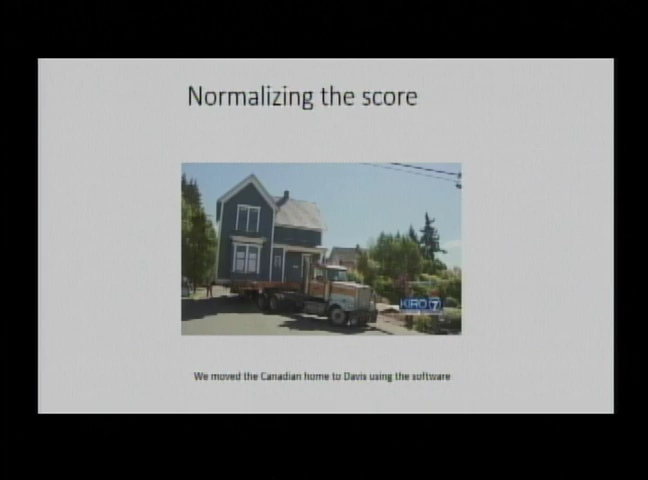 Normalizing the score
KIRO 7
We moved the Canadian home to Davis using the software